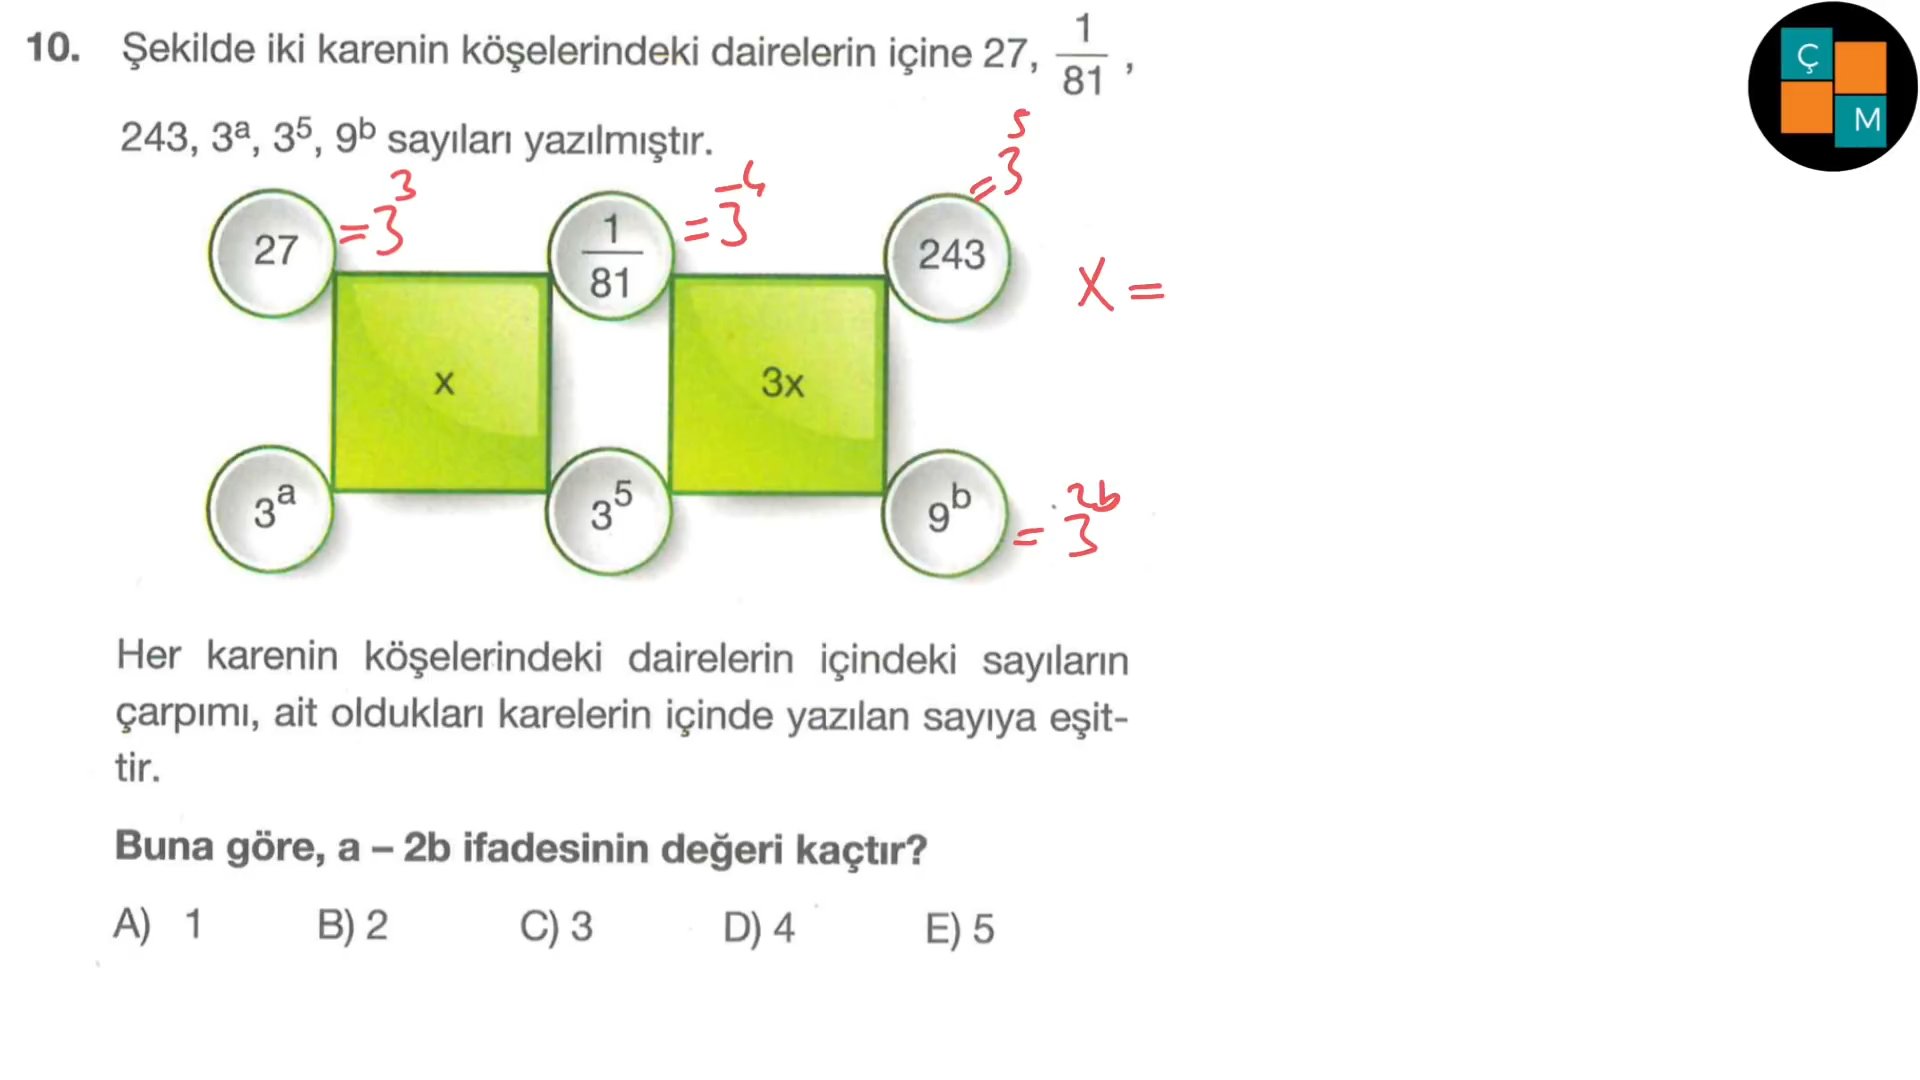 10. Şekilde iki karenin köşelerindeki dairelerin içine 27, 1/81 ,
243, 3ᵃ, 3⁵, 9ᵇ sayıları yazılmıştır.
27 = 3³ 1/81 = 3⁻⁴ 243 = 3⁵
x 3x x =
3ᵃ 3⁵ 9ᵇ = 3²ᵇ
Her karenin köşelerindeki dairelerin içindeki sayıların
çarpımı, ait oldukları karelerin içinde yazılan sayıya eşit-
tir.
Buna göre, a – 2b ifadesinin değeri kaçtır?
A) 1 B) 2 C) 3 D) 4 E) 5
Ç
M